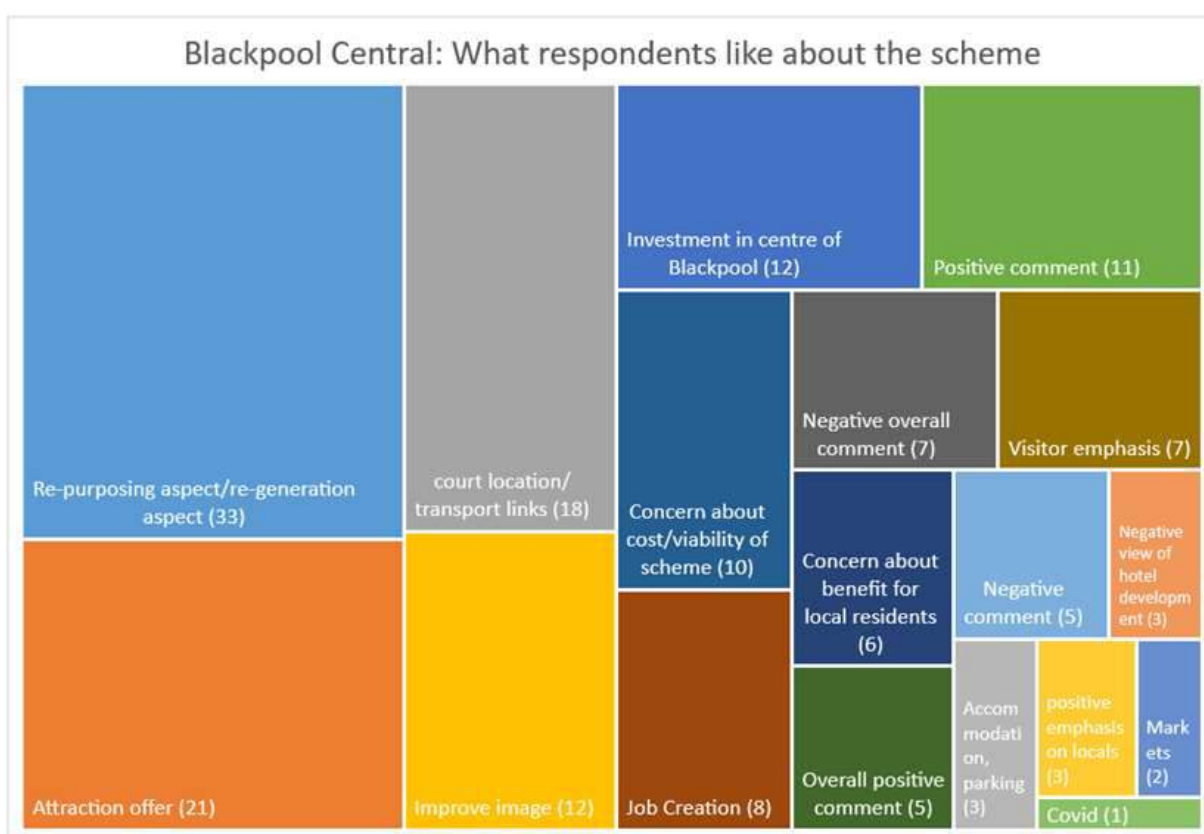 Blackpool Central: What respondents like about the scheme
Re-purposing aspect/re-generation
aspect (33)
Attraction offer (21)
court location/
transport links (18)
Improve image (12)
Investment in centre of
Blackpool (12)
Positive comment (11)
Concern about
cost/viability of
scheme (10)
Job Creation (8)
Negative overall
comment (7)
Visitor emphasis (7)
Concern about
benefit for
local residents
(6)
Overall positive
comment (5)
Negative
comment (5)
Negative
view of
hotel
developm
ent (3)
Accom
modati
on,
parking
(3)
positive
emphasis
on locals
(3)
Mark
ets
(2)
Covid (1)